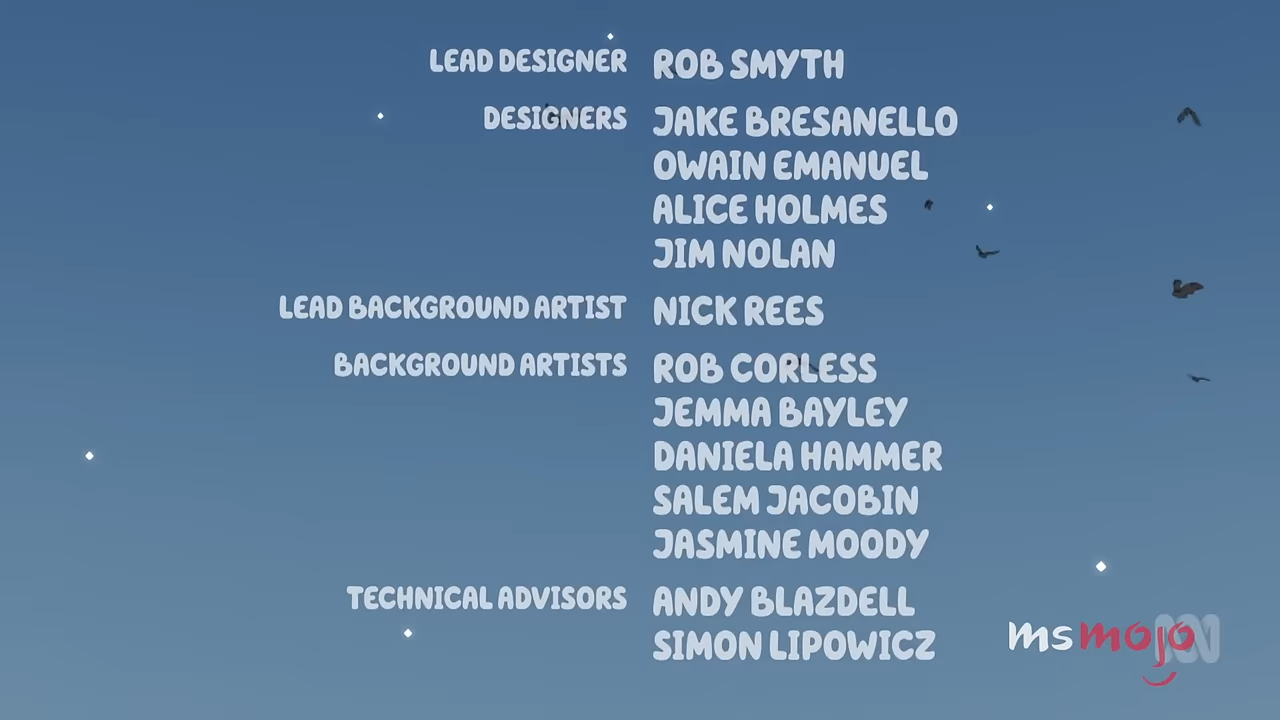 LEAD DESIGNER ROB SMYTH
DESIGNERS JAKE BRESANELLO
OWAIN EMANUEL
ALICE HOLMES
JIM NOLAN
LEAD BACKGROUND ARTIST NICK REES
BACKGROUND ARTISTS ROB CORLESS
JEMMA BAYLEY
DANIELA HAMMER
SALEM JACOBIN
JASMINE MOODY
TECHNICAL ADVISORS ANDY BLAZDELL
SIMON LIPOWICZ
msmojo